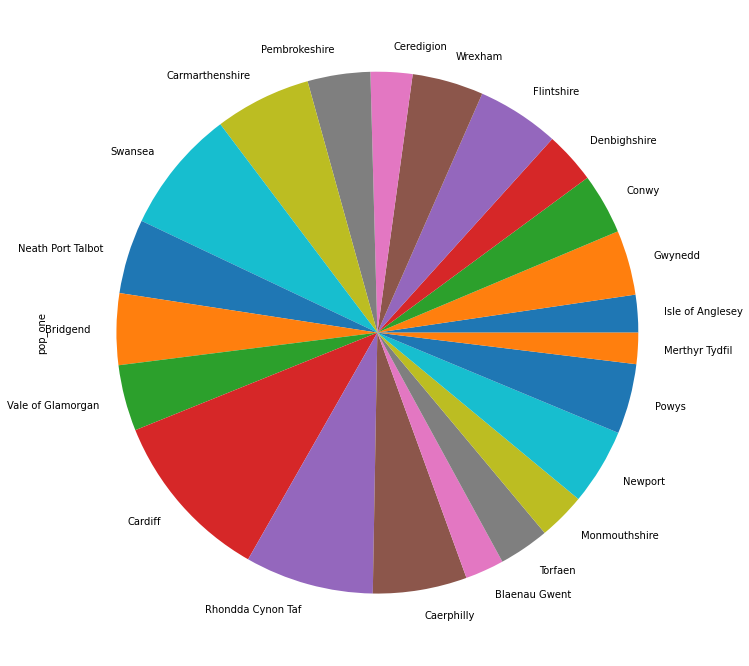 Ceredigion
Pembrokeshire
Wrexham
Carmarthenshire
Flintshire
Denbighshire
Swansea
Conwy
Neath Port Talbot
Gwynedd
Isle of Anglesey
pop_one
Bridgend
Merthyr Tydfil
Vale of Glamorgan
Powys
Newport
Cardiff
Monmouthshire
Torfaen
Blaenau Gwent
Rhondda Cynon Taf
Caerphilly